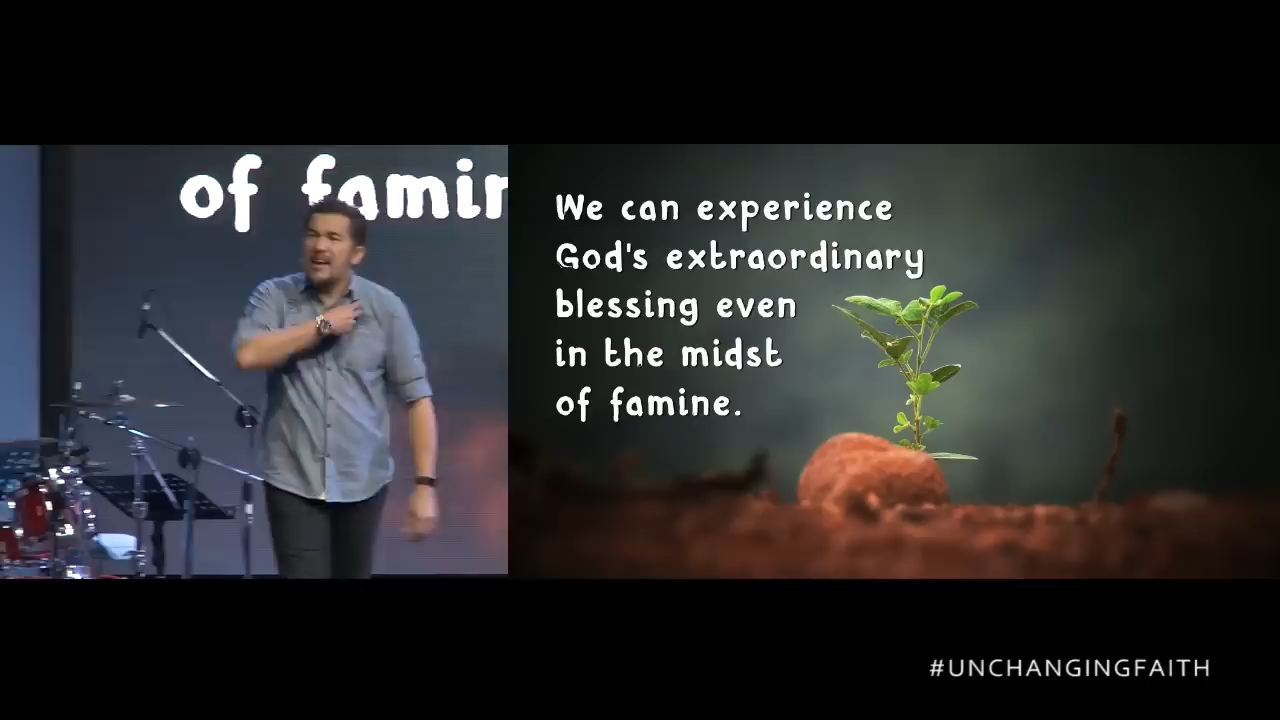 of famin
We can experience
God's extraordinary
blessing even
in the midst
of famine.
#UNCHANGINGFAITH